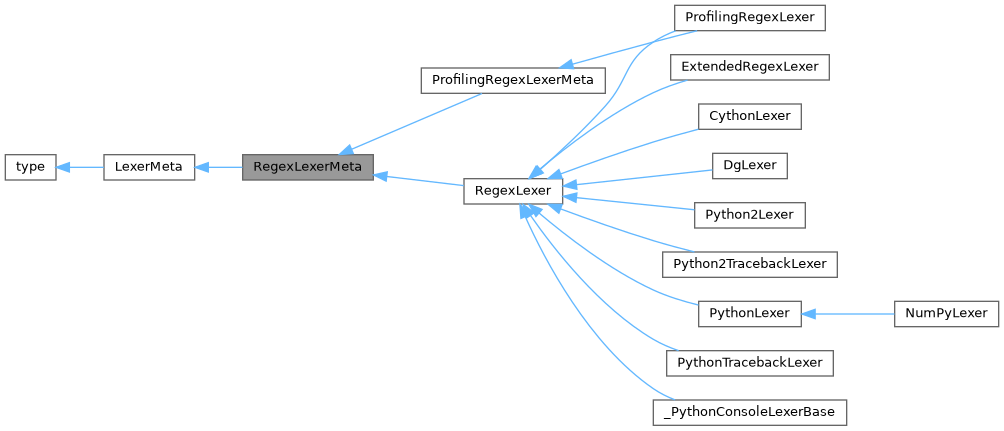 ProfilingRegexLexer
ExtendedRegexLexer
ProfilingRegexLexerMeta
CythonLexer
type
LexerMeta
RegexLexerMeta
DgLexer
RegexLexer
Python2Lexer
Python2TracebackLexer
PythonLexer
NumPyLexer
PythonTracebackLexer
_PythonConsoleLexerBase